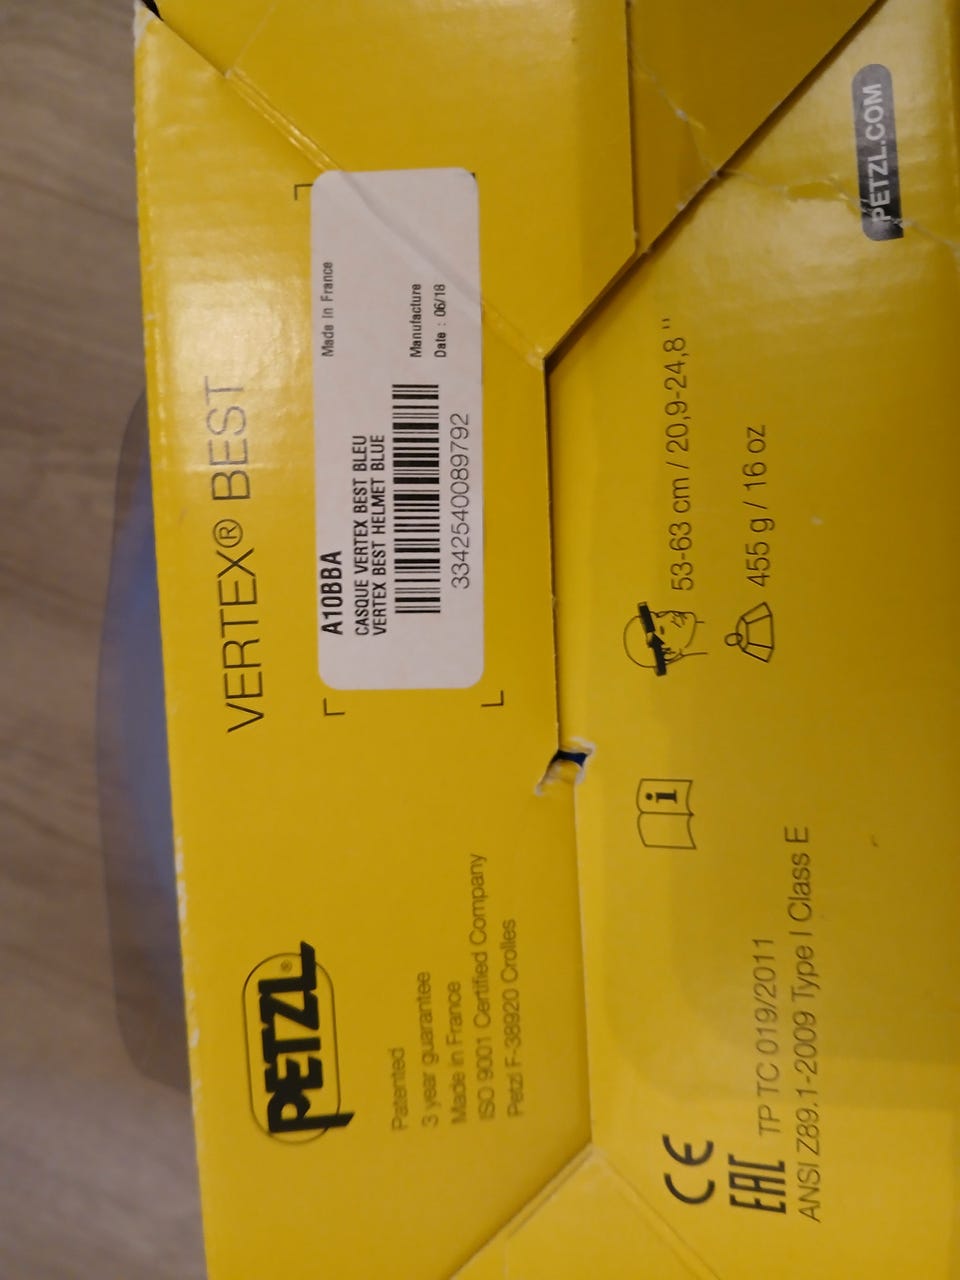 PETZL®
VERTEX® BEST
Patented
3 year guarantee
Made in France
ISO 9001 Certified Company
Petzl F-38920 Crolles
A10BBA
Made in France
CASQUE VERTEX BEST BLEU
VERTEX BEST HELMET BLUE
Manufacture
Date : 06/18
3342540089792
CE
EAC TP TC 019/2011
ANSI Z89.1-2009 Type I Class E
i
53-63 cm / 20,9-24,8 "
455 g / 16 oz
PETZL.COM